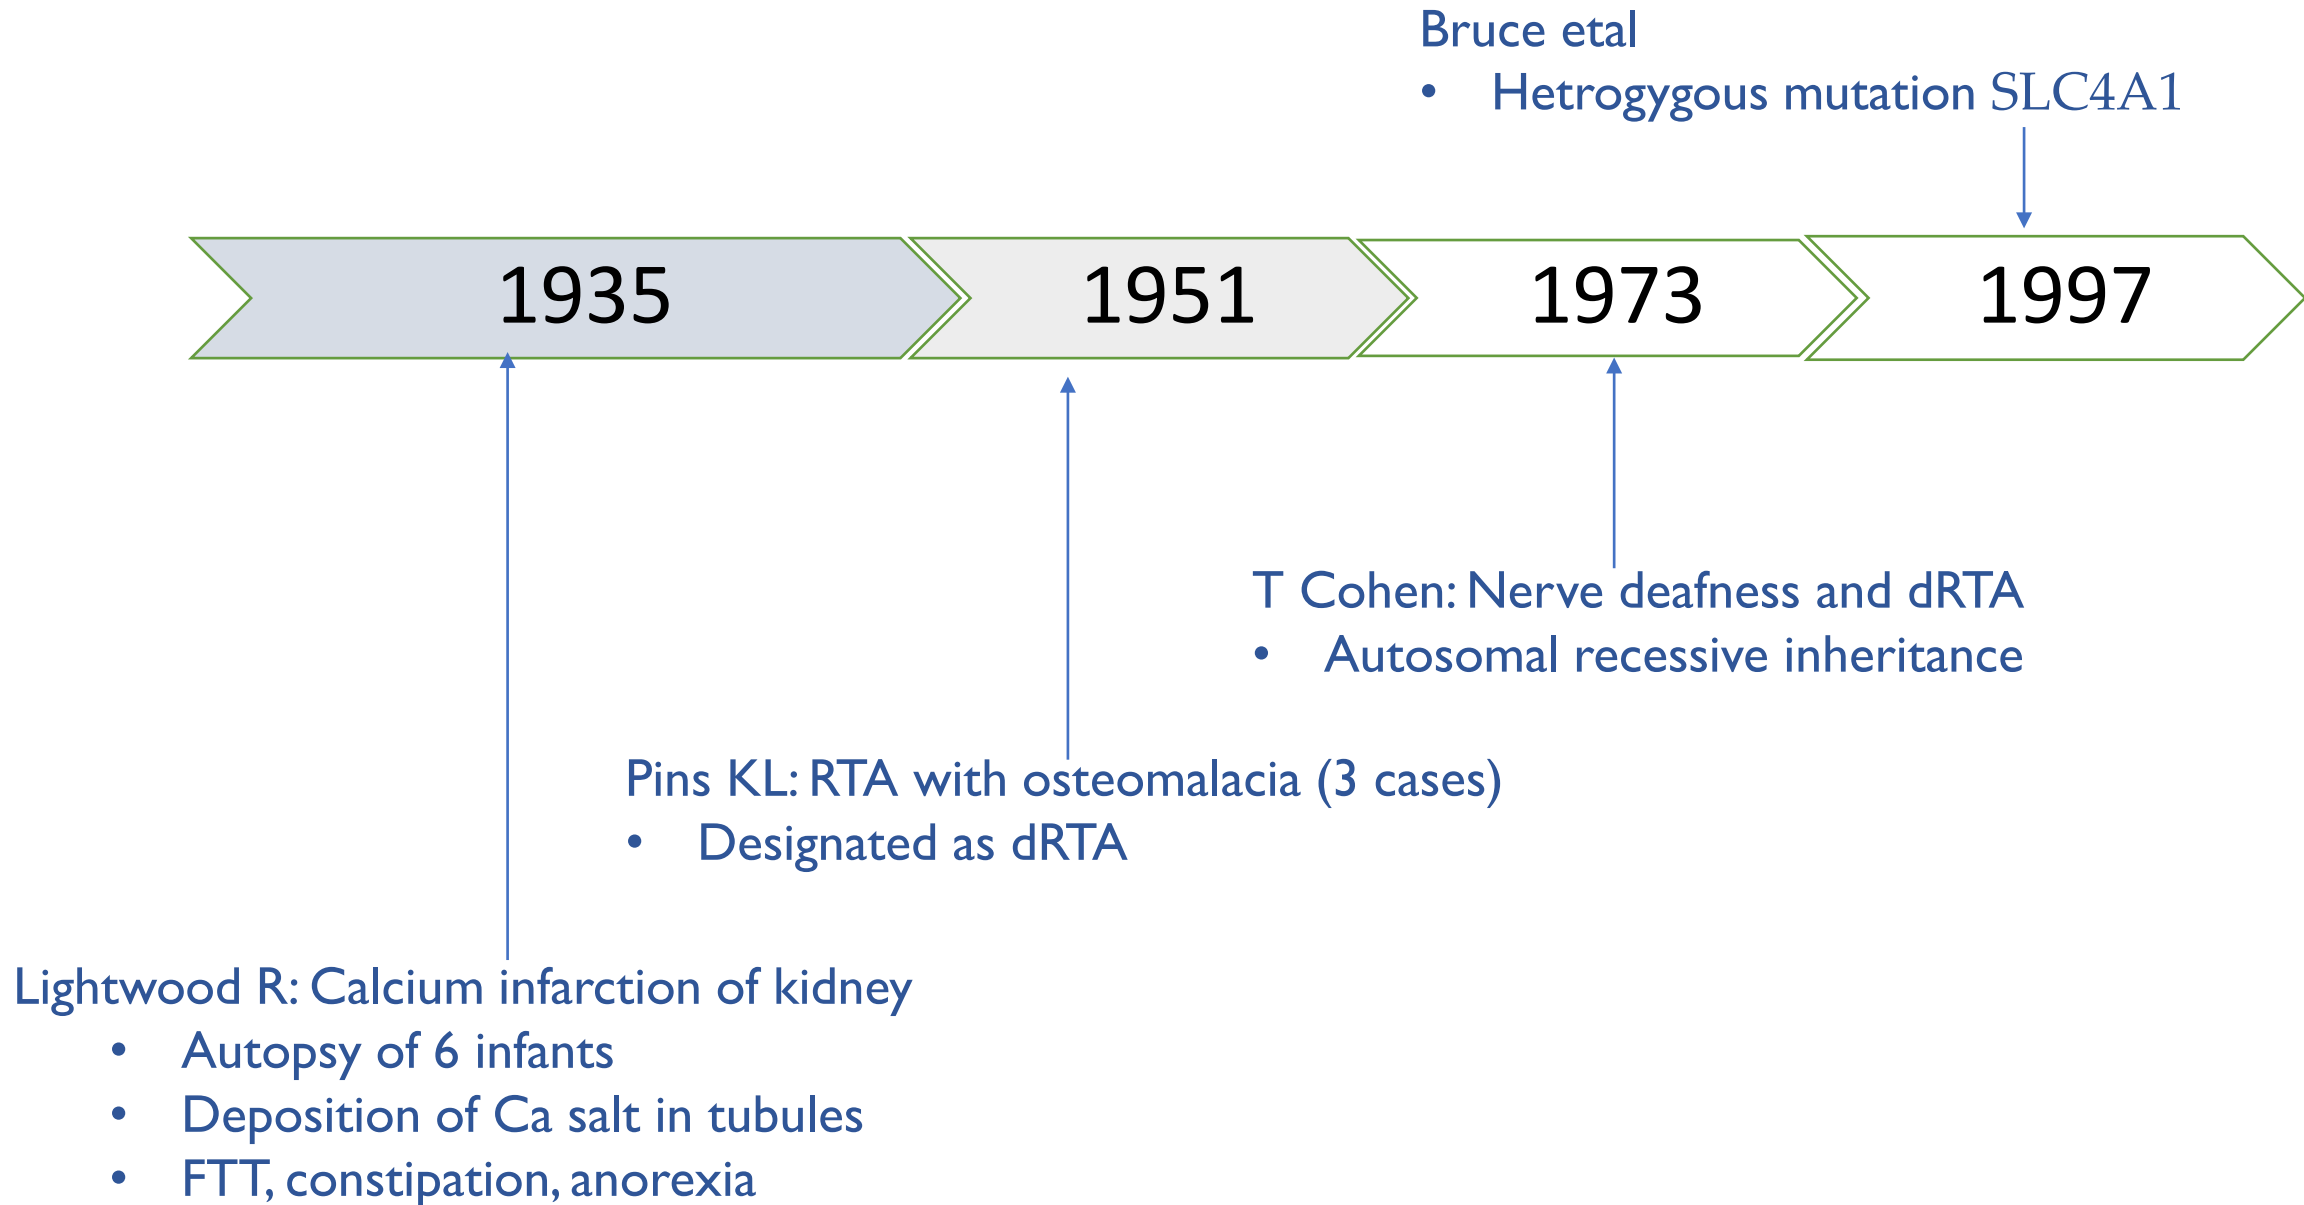 Bruce etal
• Hetrogygous mutation SLC4A1
1935
1951
1973
1997
T Cohen: Nerve deafness and dRTA
• Autosomal recessive inheritance
Pins KL: RTA with osteomalacia (3 cases)
• Designated as dRTA
Lightwood R: Calcium infarction of kidney
• Autopsy of 6 infants
• Deposition of Ca salt in tubules
• FTT, constipation, anorexia